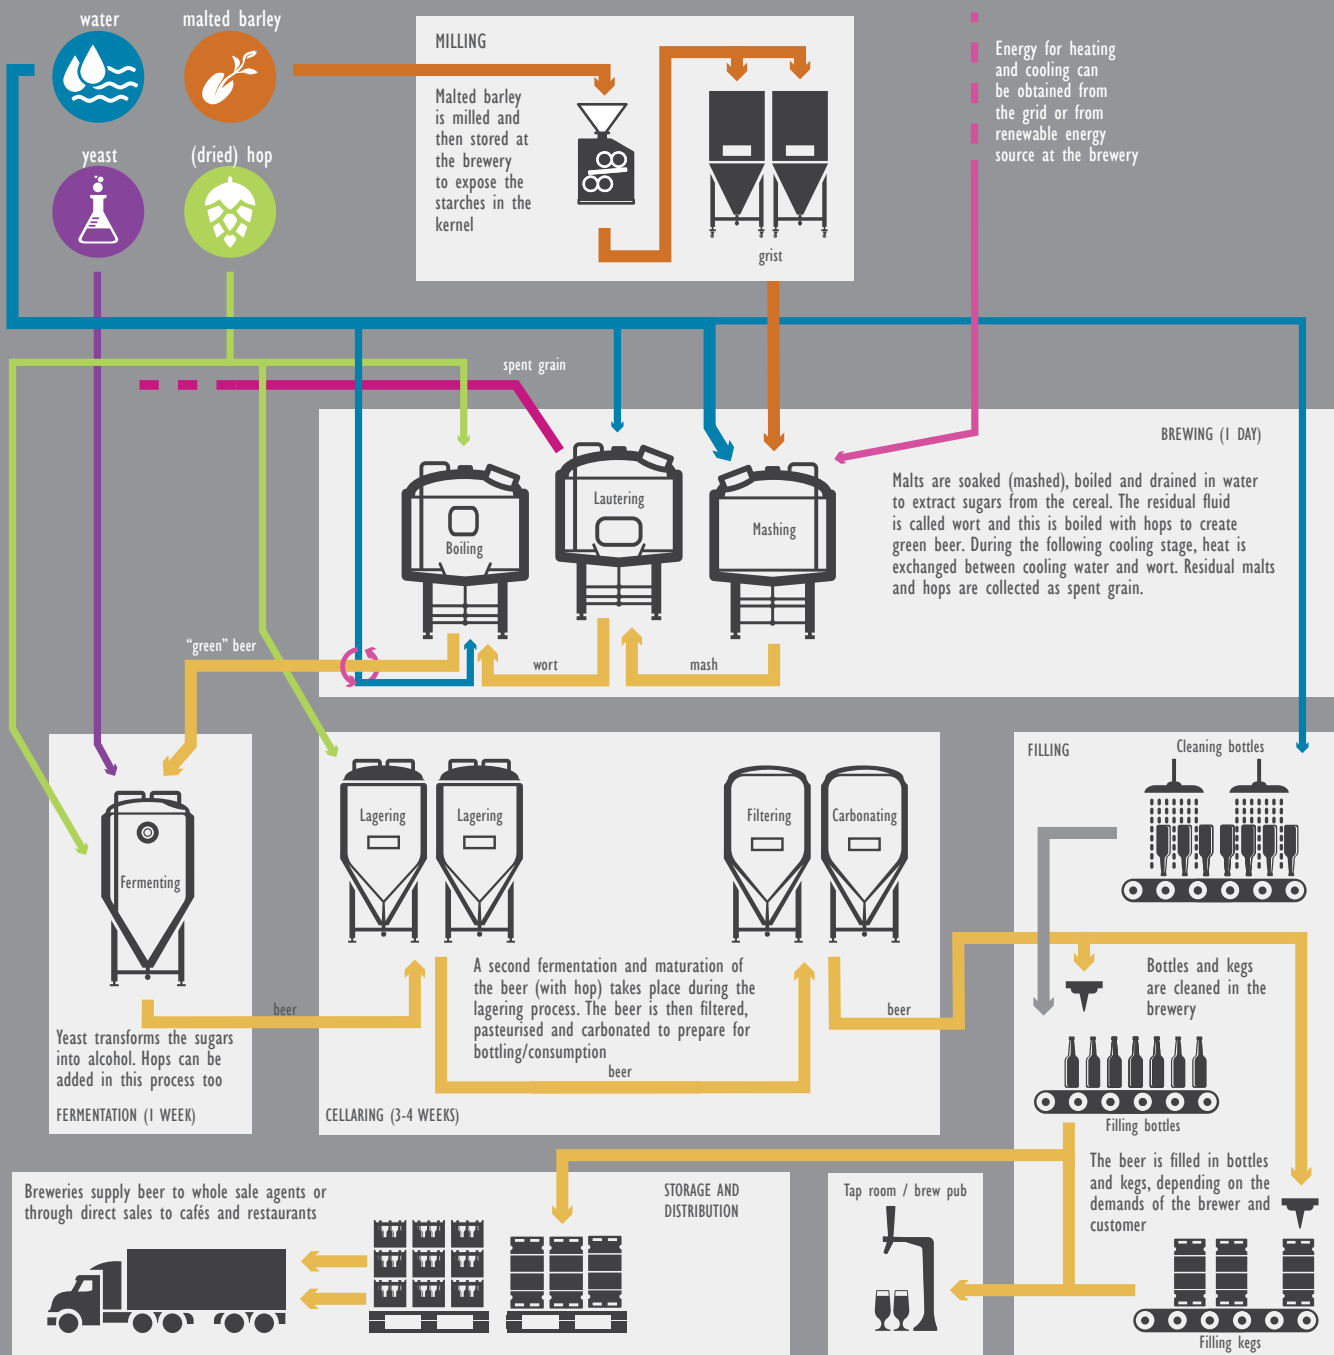 water
malted barley
yeast
(dried) hop
MILLING
Malted barley
is milled and
then stored at
the brewery
to expose the
starches in the
kernel
grist
Energy for heating
and cooling can
be obtained from
the grid or from
renewable energy
source at the brewery
spent grain
BREWING (1 DAY)
Malts are soaked (mashed), boiled and drained in water
to extract sugars from the cereal. The residual fluid
is called wort and this is boiled with hops to create
green beer. During the following cooling stage, heat is
exchanged between cooling water and wort. Residual malts
and hops are collected as spent grain.
Boiling
Lautering
Mashing
"green" beer
wort
mash
Fermenting
beer
Yeast transforms the sugars
into alcohol. Hops can be
added in this process too
FERMENTATION (1 WEEK)
Lagering
Lagering
Filtering
Carbonating
A second fermentation and maturation of
the beer (with hop) takes place during the
lagering process. The beer is then filtered,
pasteurised and carbonated to prepare for
bottling/consumption
beer
beer
CELLARING (3-4 WEEKS)
FILLING
Cleaning bottles
Bottles and kegs
are cleaned in the
brewery
Filling bottles
The beer is filled in bottles
and kegs, depending on the
demands of the brewer and
customer
Filling kegs
Breweries supply beer to whole sale agents or
through direct sales to cafés and restaurants
STORAGE AND
DISTRIBUTION
Tap room / brew pub